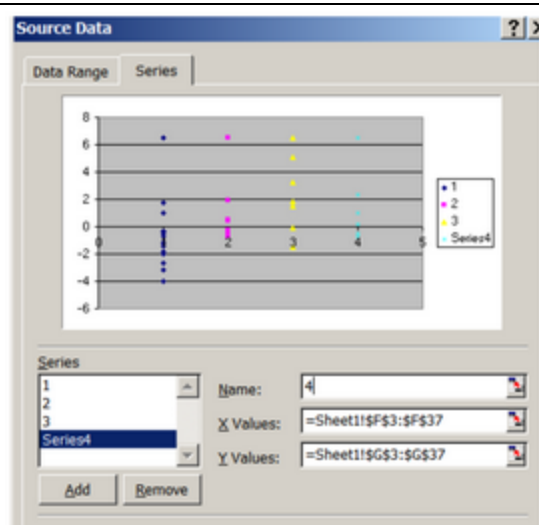 Source Data
? X
Data Range Series
8
6
4
2
0
-2
-4
-6
0 2 3 4 5
1
2
3
Series4
Series
1
2
3
Series4
Name: 4
X Values: =Sheet1!$F$3:$F$37
Y Values: =Sheet1!$G$3:$G$37
Add Remove